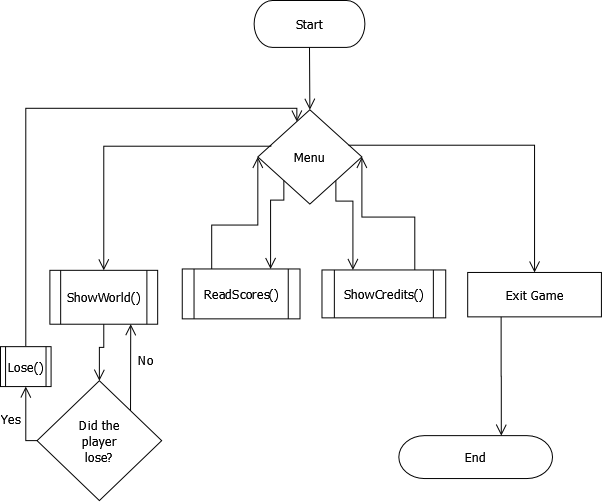 Start
Menu
ShowWorld()
ReadScores()
ShowCredits()
Exit Game
Lose()
No
Yes
Did the
player
lose?
End